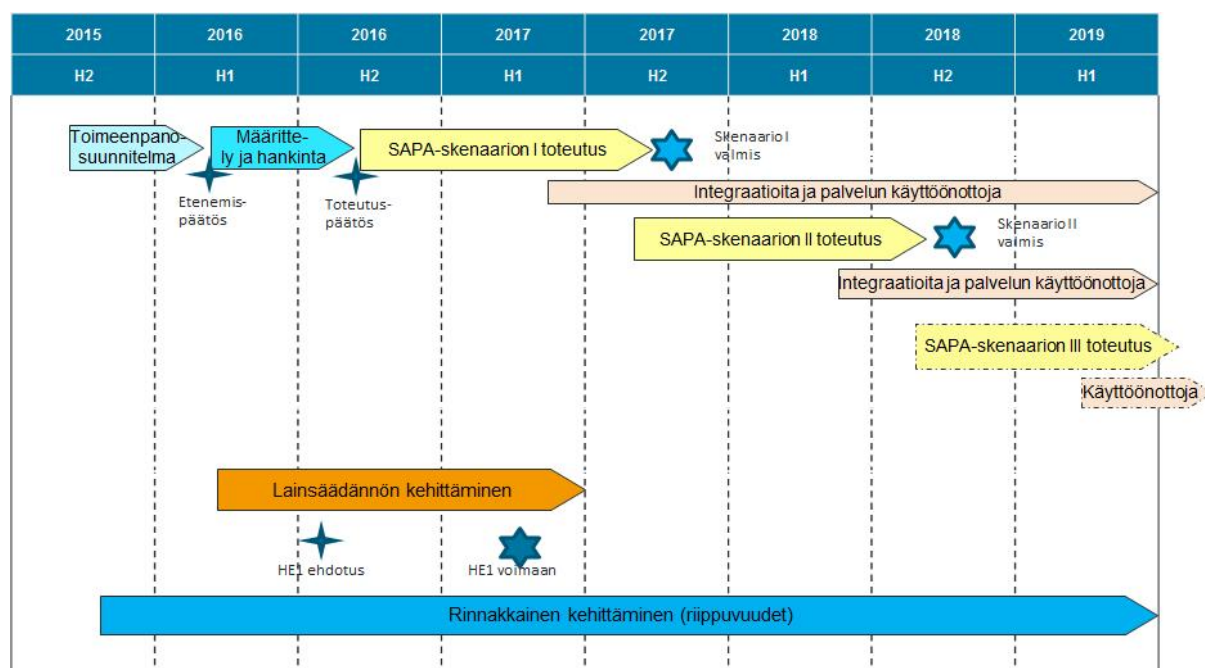 2015 2016 2016 2017 2017 2018 2018 2019
H2 H1 H2 H1 H2 H1 H2 H1
Toimeenpano-
suunnitelma
Määritte-
ly ja hankinta
SAPA-skenaarion I toteutus
Skenaario I
valmis
Etenemis-
päätös
Toteutus-
päätös
Integraatioita ja palvelun käyttöönottoja
SAPA-skenaarion II toteutus
Skenaario II
valmis
Integraatioita ja palvelun käyttöönottoja
SAPA-skenaarion III toteutus
Käyttöönottoja
Lainsäädännön kehittäminen
HE1 ehdotus
HE1 voimaan
Rinnakkainen kehittäminen (riippuvuudet)